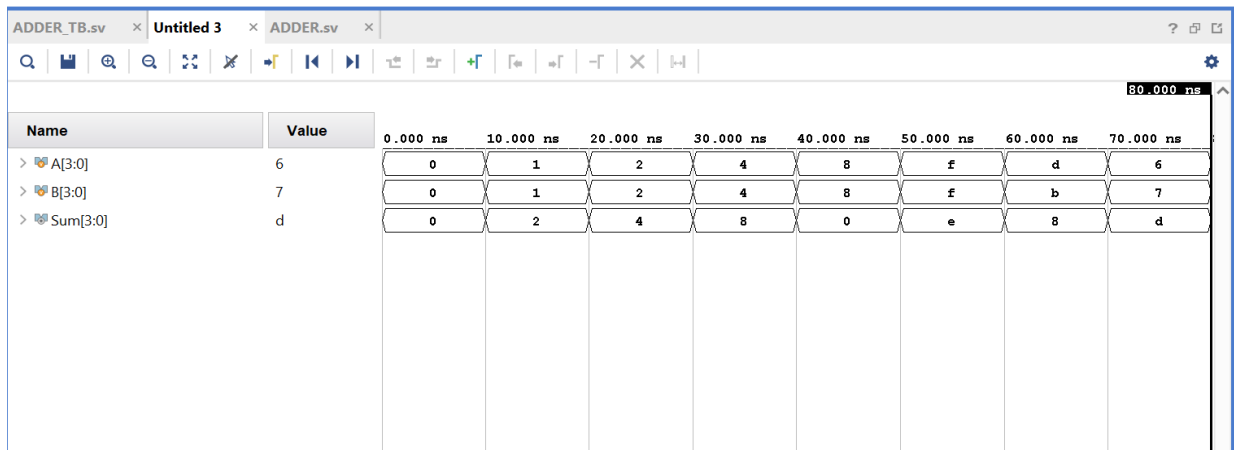 ADDER_TB.sv × Untitled 3 × ADDER.sv × ?
80.000 ns
Name Value 0.000 ns 10.000 ns 20.000 ns 30.000 ns 40.000 ns 50.000 ns 60.000 ns 70.000 ns
> A[3:0] 6 0 1 2 4 8 f d 6
> B[3:0] 7 0 1 2 4 8 f b 7
> Sum[3:0] d 0 2 4 8 0 e 8 d